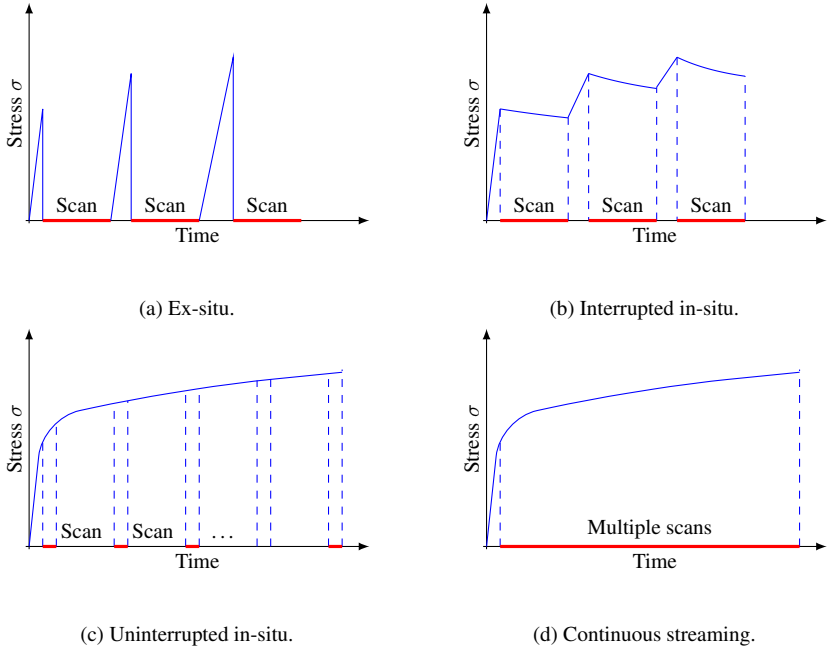 Stress σ
Scan
Scan
Scan
Time
(a) Ex-situ.
Stress σ
Scan
Scan
Scan
Time
(b) Interrupted in-situ.
Stress σ
Scan
Scan
...
Time
(c) Uninterrupted in-situ.
Stress σ
Multiple scans
Time
(d) Continuous streaming.